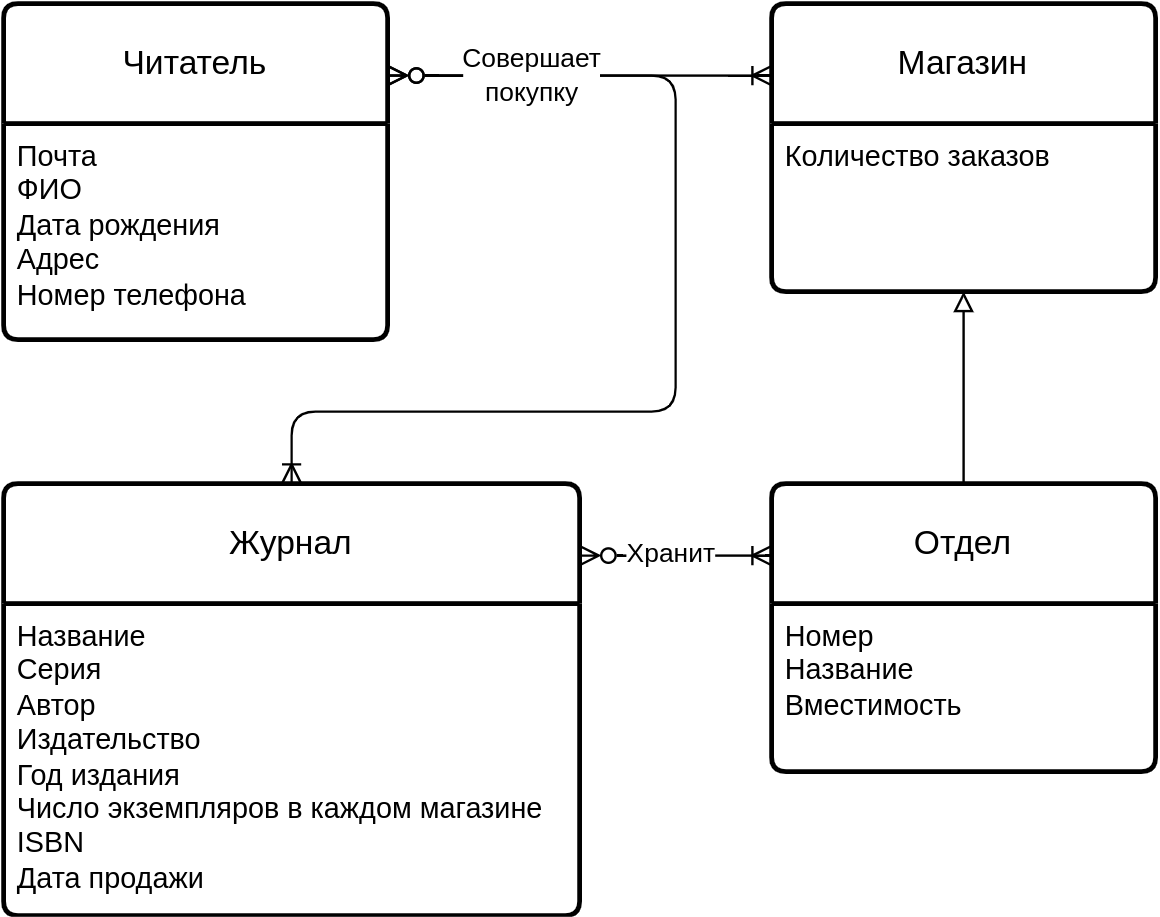 Читатель
Почта
ФИО
Дата рождения
Адрес
Номер телефона
Совершает
покупку
Магазин
Количество заказов
Журнал
Название
Серия
Автор
Издательство
Год издания
Число экземпляров в каждом магазине
ISBN
Дата продажи
Хранит
Отдел
Номер
Название
Вместимость